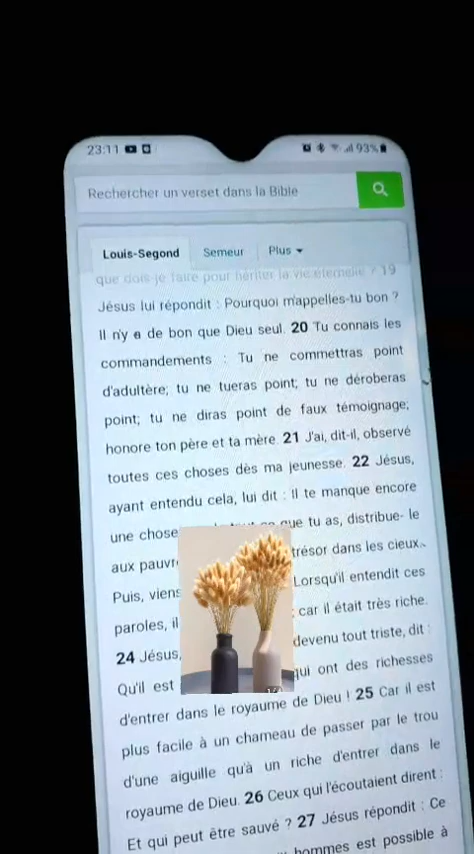 23:11
93%
Rechercher un verset dans la Bible
Louis-Segond Semeur Plus
que dois-je faire pour hériter la vie éternelle ? 19
Jésus lui répondit : Pourquoi m'appelles-tu bon ?
Il n'y a de bon que Dieu seul. 20 Tu connais les
commandements : Tu ne commettras point
d'adultère; tu ne tueras point; tu ne déroberas
point; tu ne diras point de faux témoignage;
honore ton père et ta mère. 21 J'ai, dit-il, observé
toutes ces choses dès ma jeunesse. 22 Jésus,
ayant entendu cela, lui dit : Il te manque encore
une chose que tu as, distribue- le
aux trésor dans les cieux.
Puis, viens Lorsqu'il entendit ces
paroles, il car il était très riche.
24 Jésus, devenu tout triste, dit :
Qu'il est qui ont des richesses
d'entrer dans le royaume de Dieu ! 25 Car il est
plus facile à un chameau de passer par le trou
d'une aiguille qu'à un riche d'entrer dans le
royaume de Dieu. 26 Ceux qui l'écoutaient dirent :
Et qui peut être sauvé ? 27 Jésus répondit : Ce
hommes est possible à